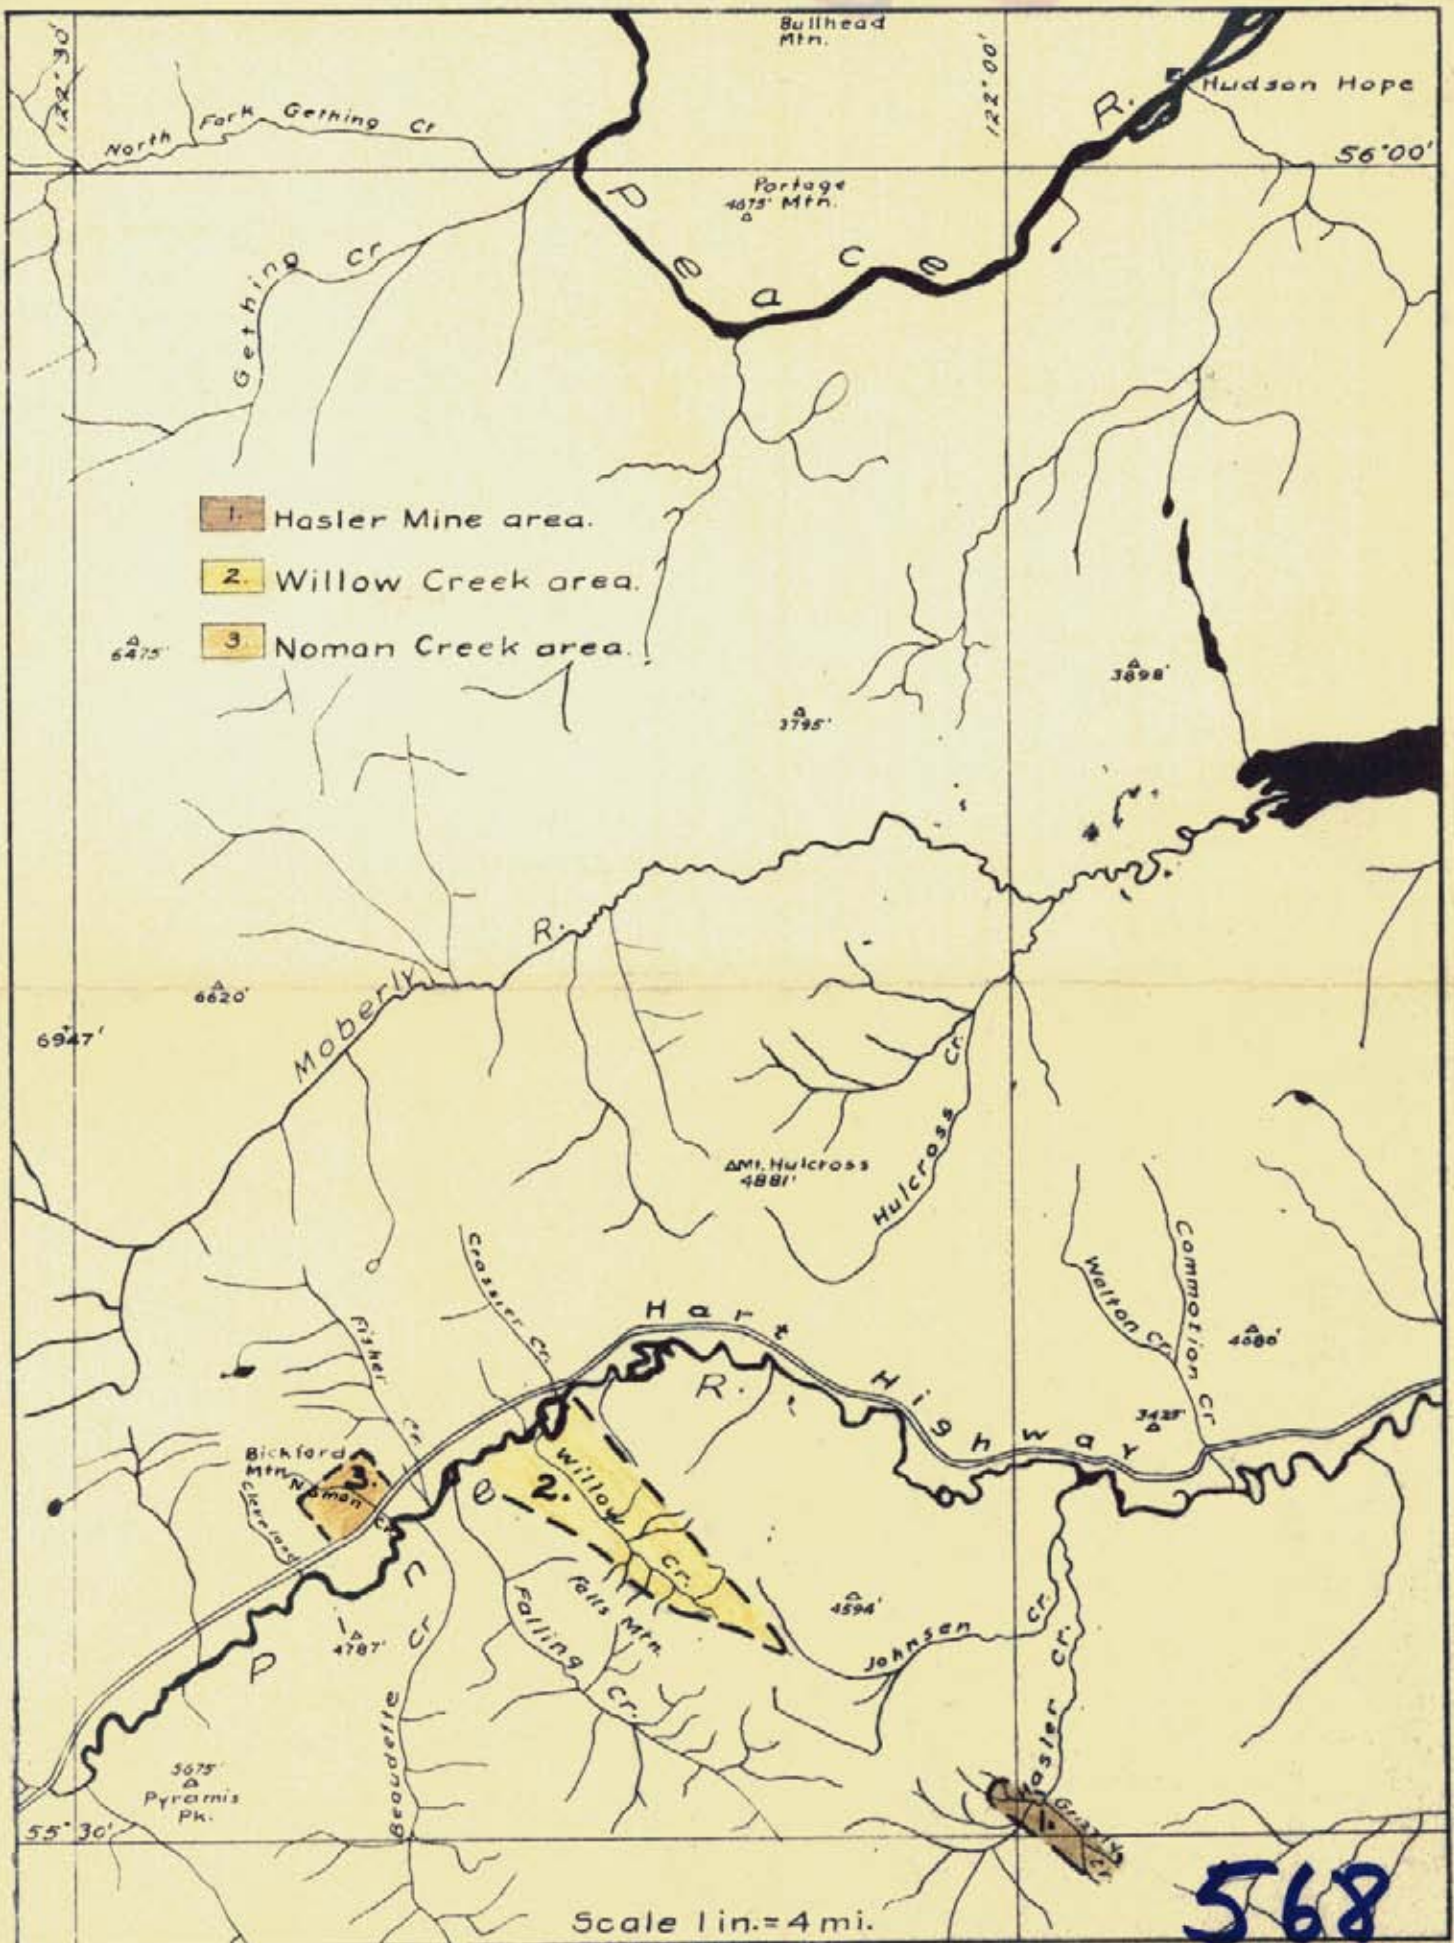 122° 30'
Bullhead
Mtn.
122° 00'
R.
Hudson Hope
North Fork Gething Cr
56° 00'
Portage
4675' Mtn.
Peace
Gething Cr
1. Hasler Mine area.
2. Willow Creek area.
3. Noman Creek area.
6475'
3898'
3795'
R.
Moberly
6620'
6947'
Cr.
Hulcross
Mt. Hulcross
4881'
Crassier Cr.
Walton Cr.
Commotion Cr
4080'
Fisher Cr.
Hart Highway
R.
3425'
Bickford
Mtn.
3.
Noman Cr.
Cleveland
e
2.
Willow Cr.
c
Falls Mtn.
4594'
Johnsen Cr.
Hasler Cr.
4787'
P
Falling Cr.
Beaudette Cr
5675'
Pyramis
Pk.
1.
Grizzly
55° 30'
568
Scale 1 in. = 4 mi.